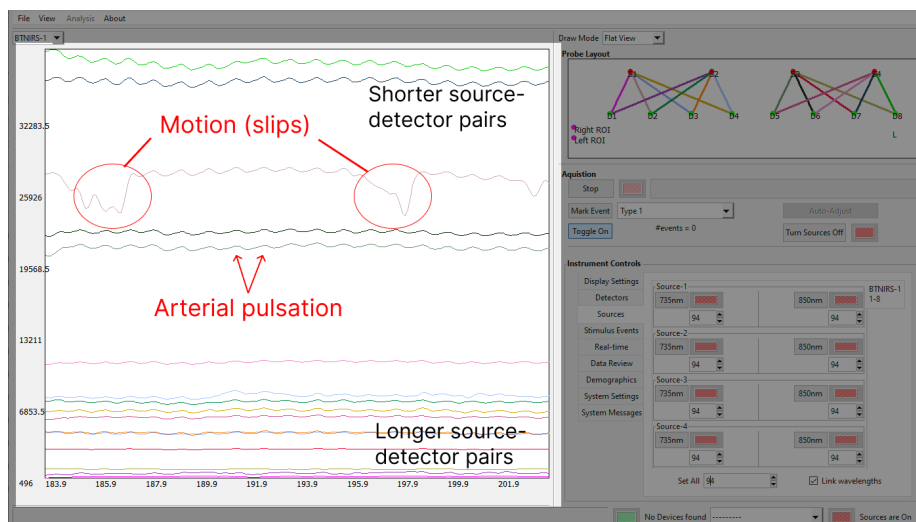 File View Analysis About
BTNIRS-1
Draw Mode Flat View
Probe Layout
D1 D2 D3 D4 D5 D6 D7 D8
Right ROI
Left ROI
L
Shorter source-
detector pairs
Motion (slips)
Arterial pulsation
Longer source-
detector pairs
32283.5
25926
19568.5
13211
6853.5
496
183.9 185.9 187.9 189.9 191.9 193.9 195.9 197.9 199.9 201.9
Aquistion
Stop
Mark Event Type 1 Auto-Adjust
Toggle On #events = 0 Turn Sources Off
Instrument Controls
Display Settings
Detectors
Sources
Stimulus Events
Real-time
Data Review
Demographics
System Settings
System Messages
Source-1
735nm 850nm
94 94
Source-2
735nm 850nm
94 94
Source-3
735nm 850nm
94 94
Source-4
735nm 850nm
94 94
BTNIRS-1
1-8
Set All 94 Link wavelengths
No Devices found --------- Sources are On